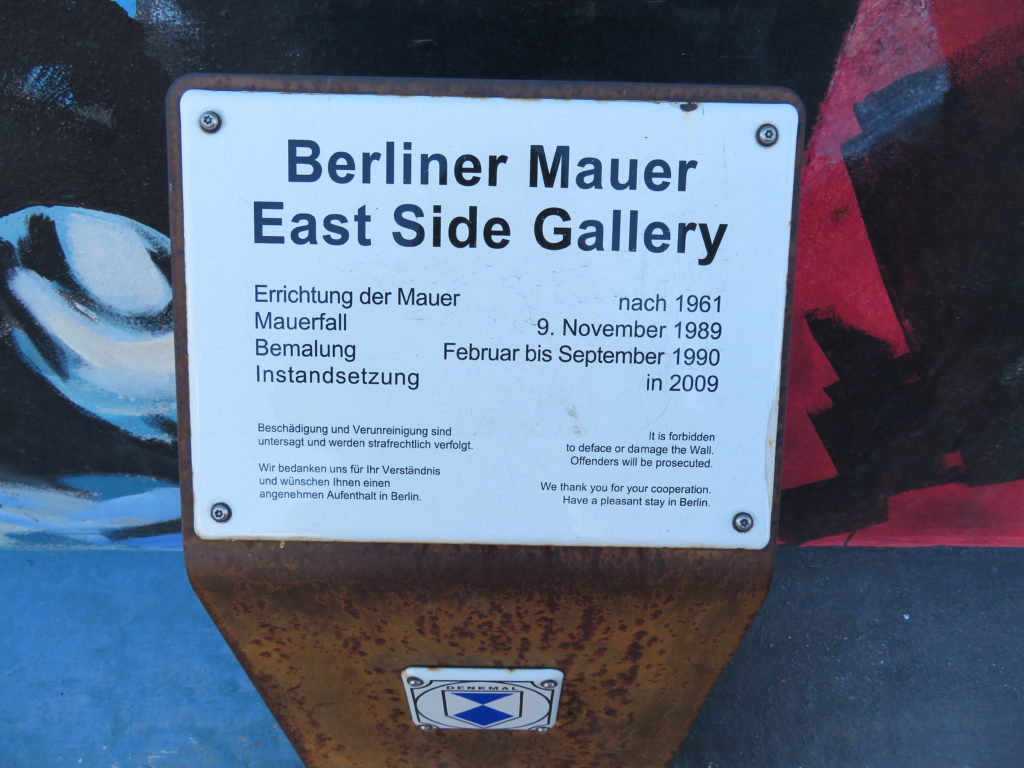 Berliner Mauer
East Side Gallery
Errichtung der Mauer nach 1961
Mauerfall 9. November 1989
Bemalung Februar bis September 1990
Instandsetzung in 2009
Beschädigung und Verunreinigung sind
untersagt und werden strafrechtlich verfolgt.
Wir bedanken uns für Ihr Verständnis
und wünschen Ihnen einen
angenehmen Aufenthalt in Berlin.
It is forbidden
to deface or damage the Wall.
Offenders will be prosecuted.
We thank you for your cooperation.
Have a pleasant stay in Berlin.
DENKMAL